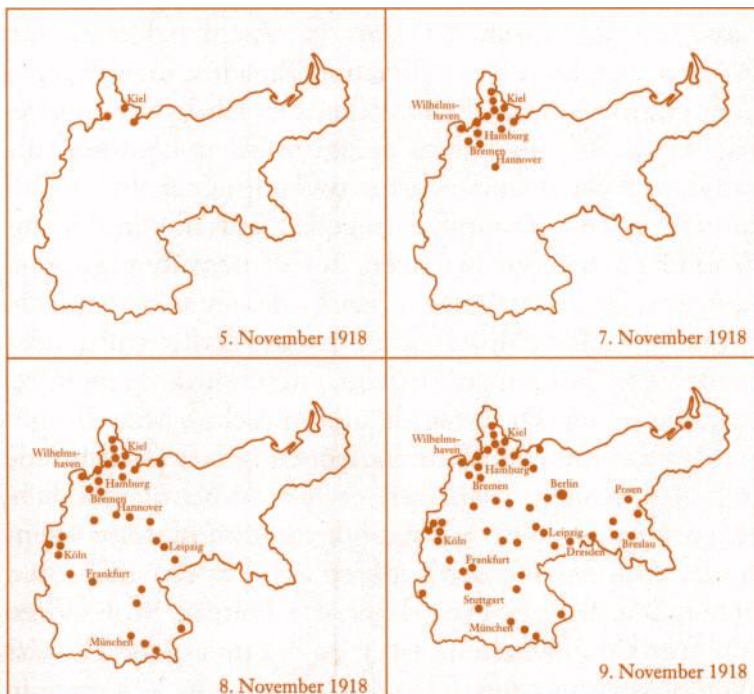 Kiel
5. November 1918
Kiel
Wilhelms-
haven
Hamburg
Bremen
Hannover
7. November 1918
Kiel
Wilhelms-
haven
Hamburg
Bremen
Hannover
Köln
Leipzig
Frankfurt
München
8. November 1918
Kiel
Wilhelms-
haven
Hamburg
Bremen
Berlin
Posen
Köln
Leipzig
Dresden
Breslau
Frankfurt
Stuttgart
München
9. November 1918